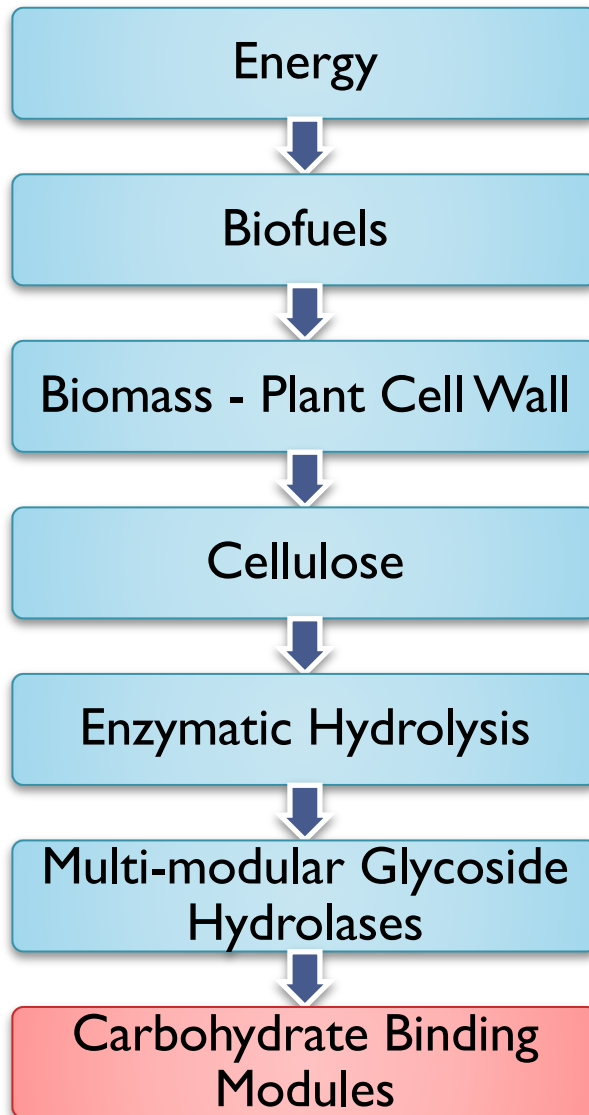 Energy
Biofuels
Biomass - Plant Cell Wall
Cellulose
Enzymatic Hydrolysis
Multi-modular Glycoside
Hydrolases
Carbohydrate Binding
Modules